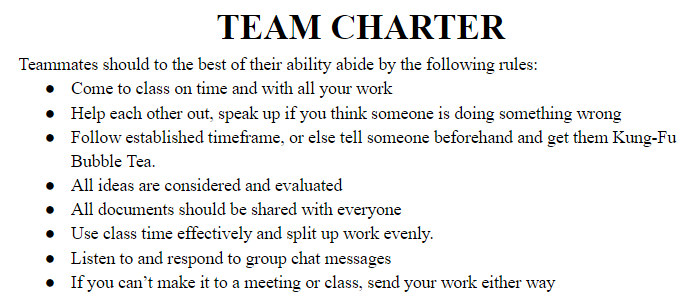 TEAM CHARTER
Teammates should to the best of their ability abide by the following rules:
● Come to class on time and with all your work
● Help each other out, speak up if you think someone is doing something wrong
● Follow established timeframe, or else tell someone beforehand and get them Kung-Fu
Bubble Tea.
● All ideas are considered and evaluated
● All documents should be shared with everyone
● Use class time effectively and split up work evenly.
● Listen to and respond to group chat messages
● If you can’t make it to a meeting or class, send your work either way